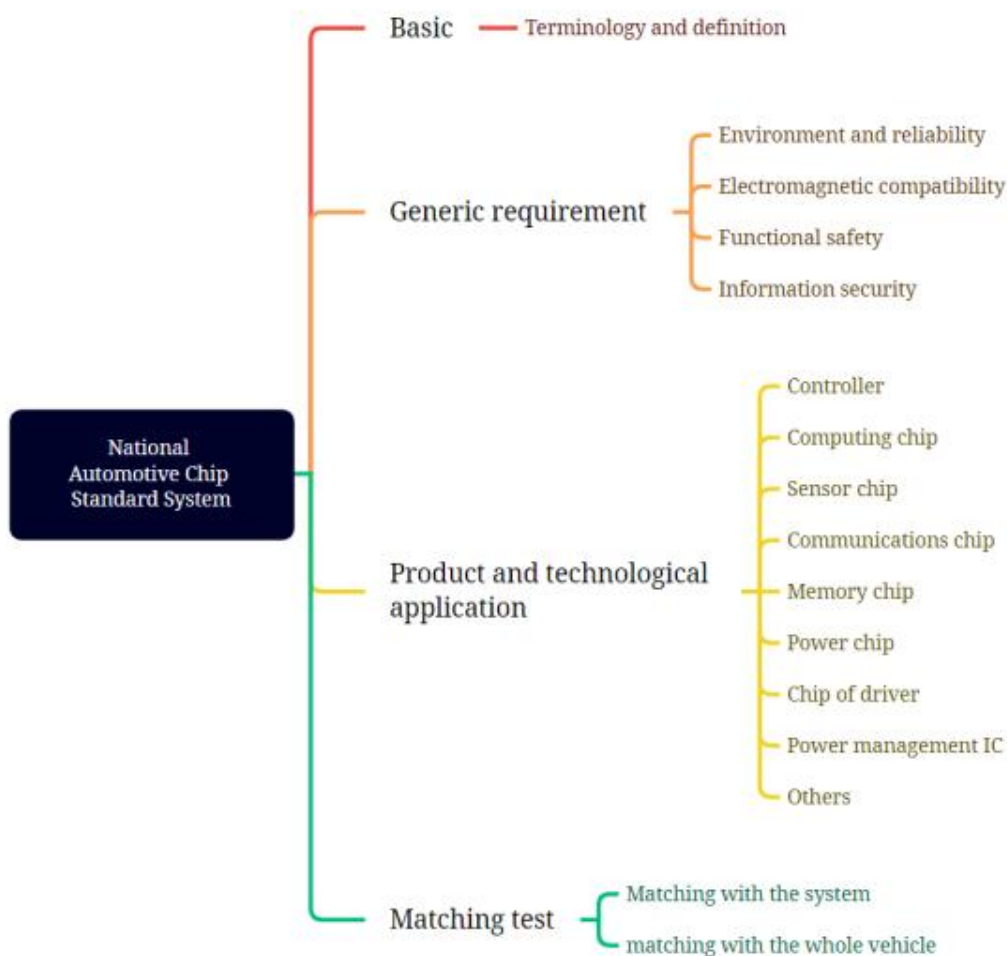 Basic
Terminology and definition
Environment and reliability
Electromagnetic compatibility
Generic requirement
Functional safety
Information security
National
Automotive Chip
Standard System
Controller
Computing chip
Sensor chip
Communications chip
Product and technological
application
Memory chip
Power chip
Chip of driver
Power management IC
Others
Matching test
Matching with the system
matching with the whole vehicle